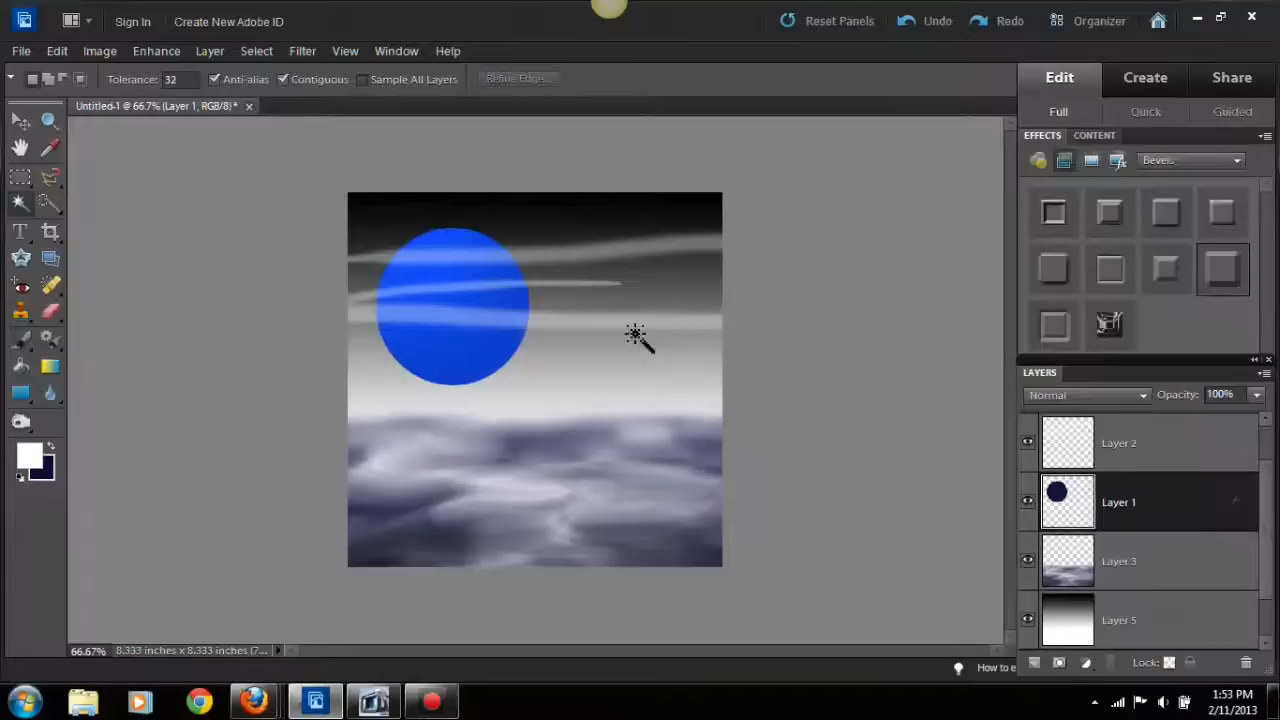 Sign In Create New Adobe ID Reset Panels Undo Redo Organizer
File Edit Image Enhance Layer Select Filter View Window Help
Tolerance: 32 Anti-alias Contiguous Sample All Layers Refine Edge...
Edit Create Share
Untitled-1 @ 66.7% (Layer 1, RGB/8)*
Full Quick Guided
EFFECTS CONTENT
Bevels
LAYERS
Normal Opacity: 100%
Layer 2
Layer 1
Layer 3
Layer 5
66.67% 8.333 inches x 8.333 inches (7...
Lock:
How to e
1:53 PM
2/11/2013